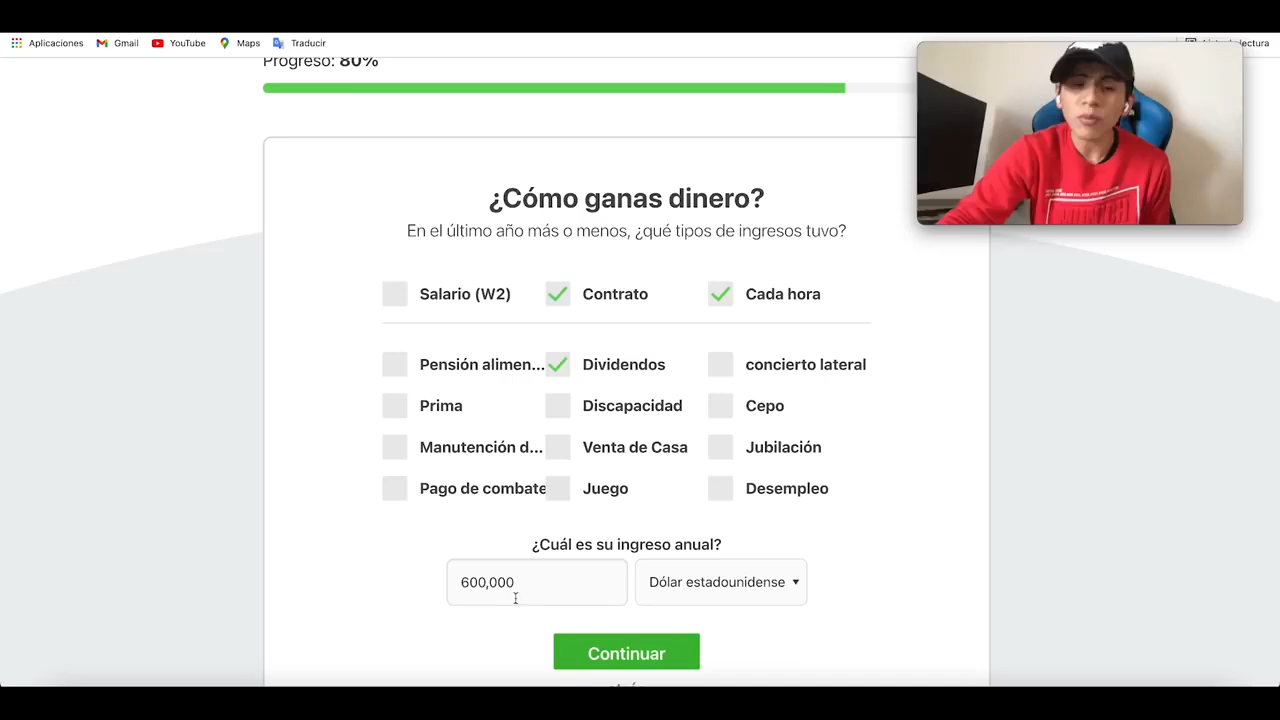 Aplicaciones Gmail YouTube Maps Traducir
Progreso: 80%
¿Cómo ganas dinero?
En el último año más o menos, ¿qué tipos de ingresos tuvo?
Salario (W2) Contrato Cada hora
Pensión alimen... Dividendos concierto lateral
Prima Discapacidad Cepo
Manutención d... Venta de Casa Jubilación
Pago de combate Juego Desempleo
¿Cuál es su ingreso anual?
600,000 Dólar estadounidense
Continuar